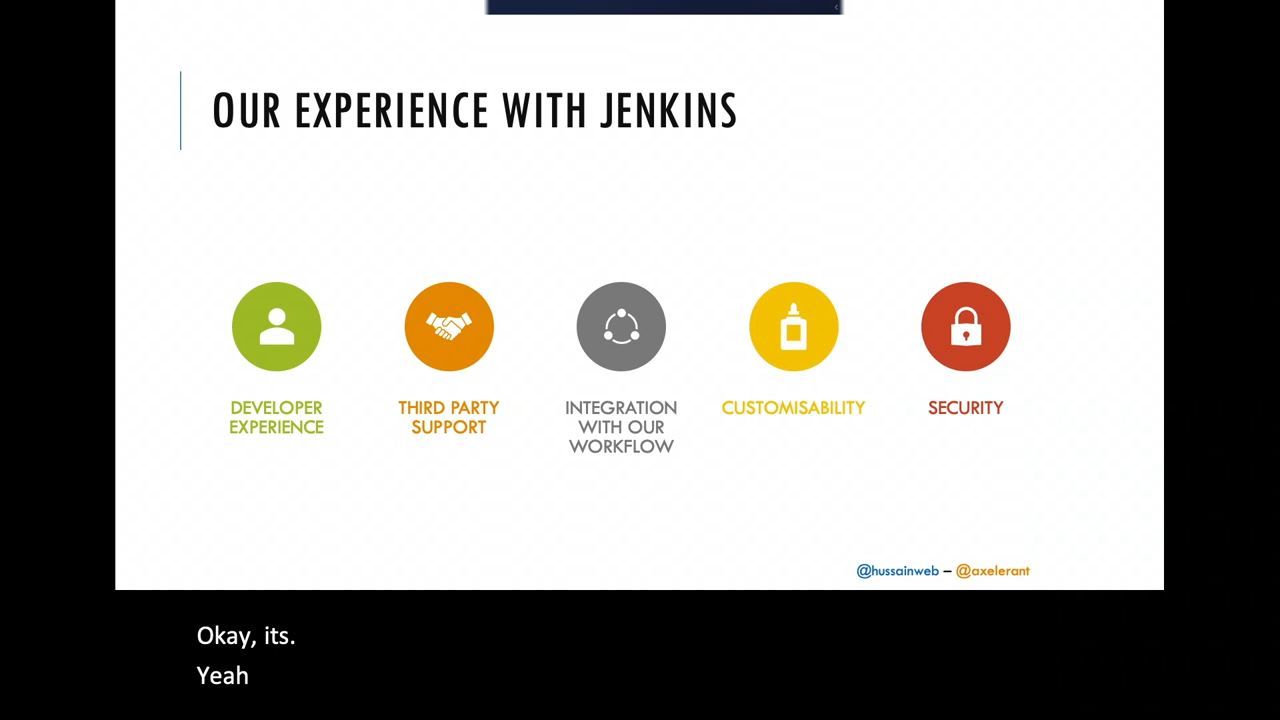 OUR EXPERIENCE WITH JENKINS
DEVELOPER
EXPERIENCE
THIRD PARTY
SUPPORT
INTEGRATION
WITH OUR
WORKFLOW
CUSTOMISABILITY
SECURITY
@hussainweb – @axelerant
Okay, its.
Yeah